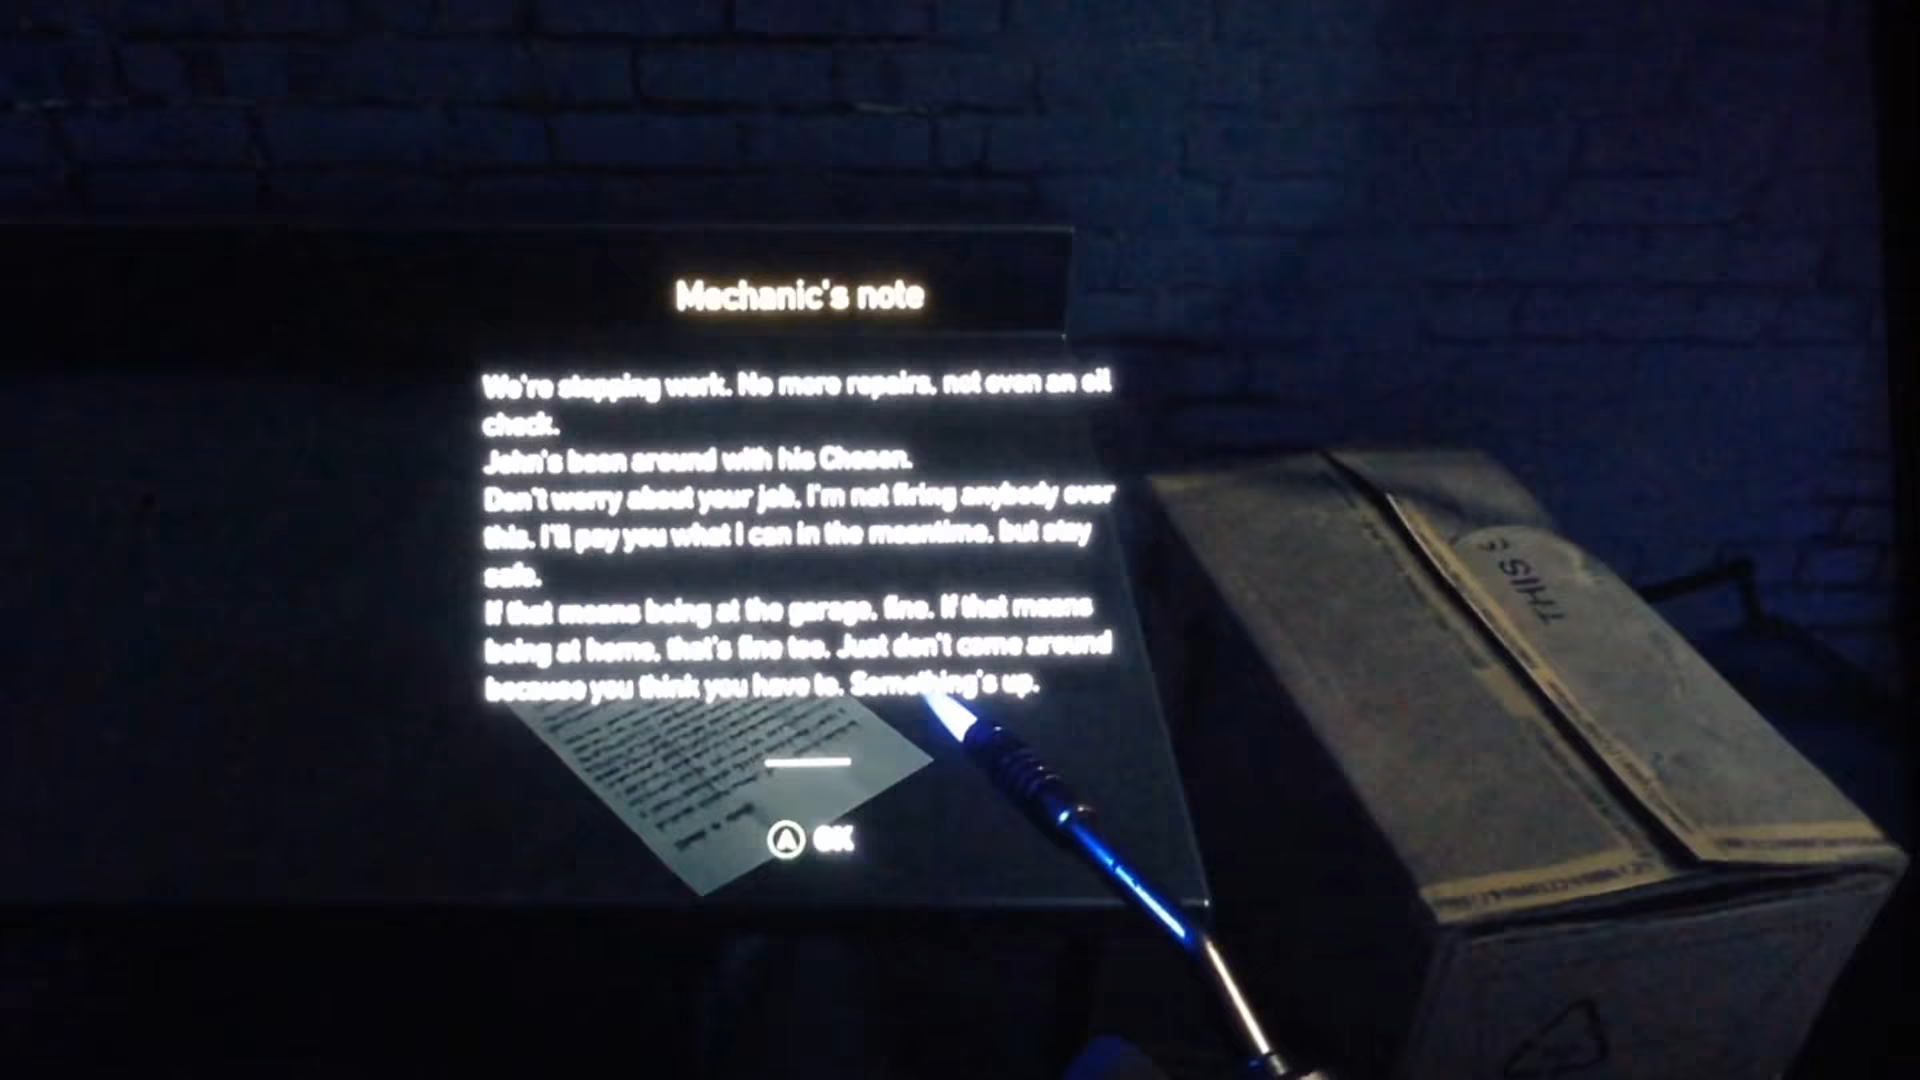 Mechanic's note
We're stopping work. No more repairs, not even an oil
check.
John's been around with his Chosen.
Don't worry about your job. I'm not firing anybody over
this. I'll pay you what I can in the meantime, but stay
safe.
If that means being at the garage, fine. If that means
being at home, that's fine too. Just don't come around
because you think you have to. Something's up.
A OK
THIS S